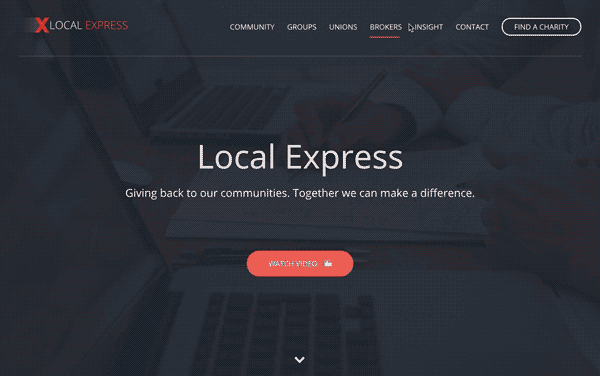 X LOCAL EXPRESS
COMMUNITY GROUPS UNIONS BROKERS INSIGHT CONTACT FIND A CHARITY
Local Express
Giving back to our communities. Together we can make a difference.
WATCH VIDEO